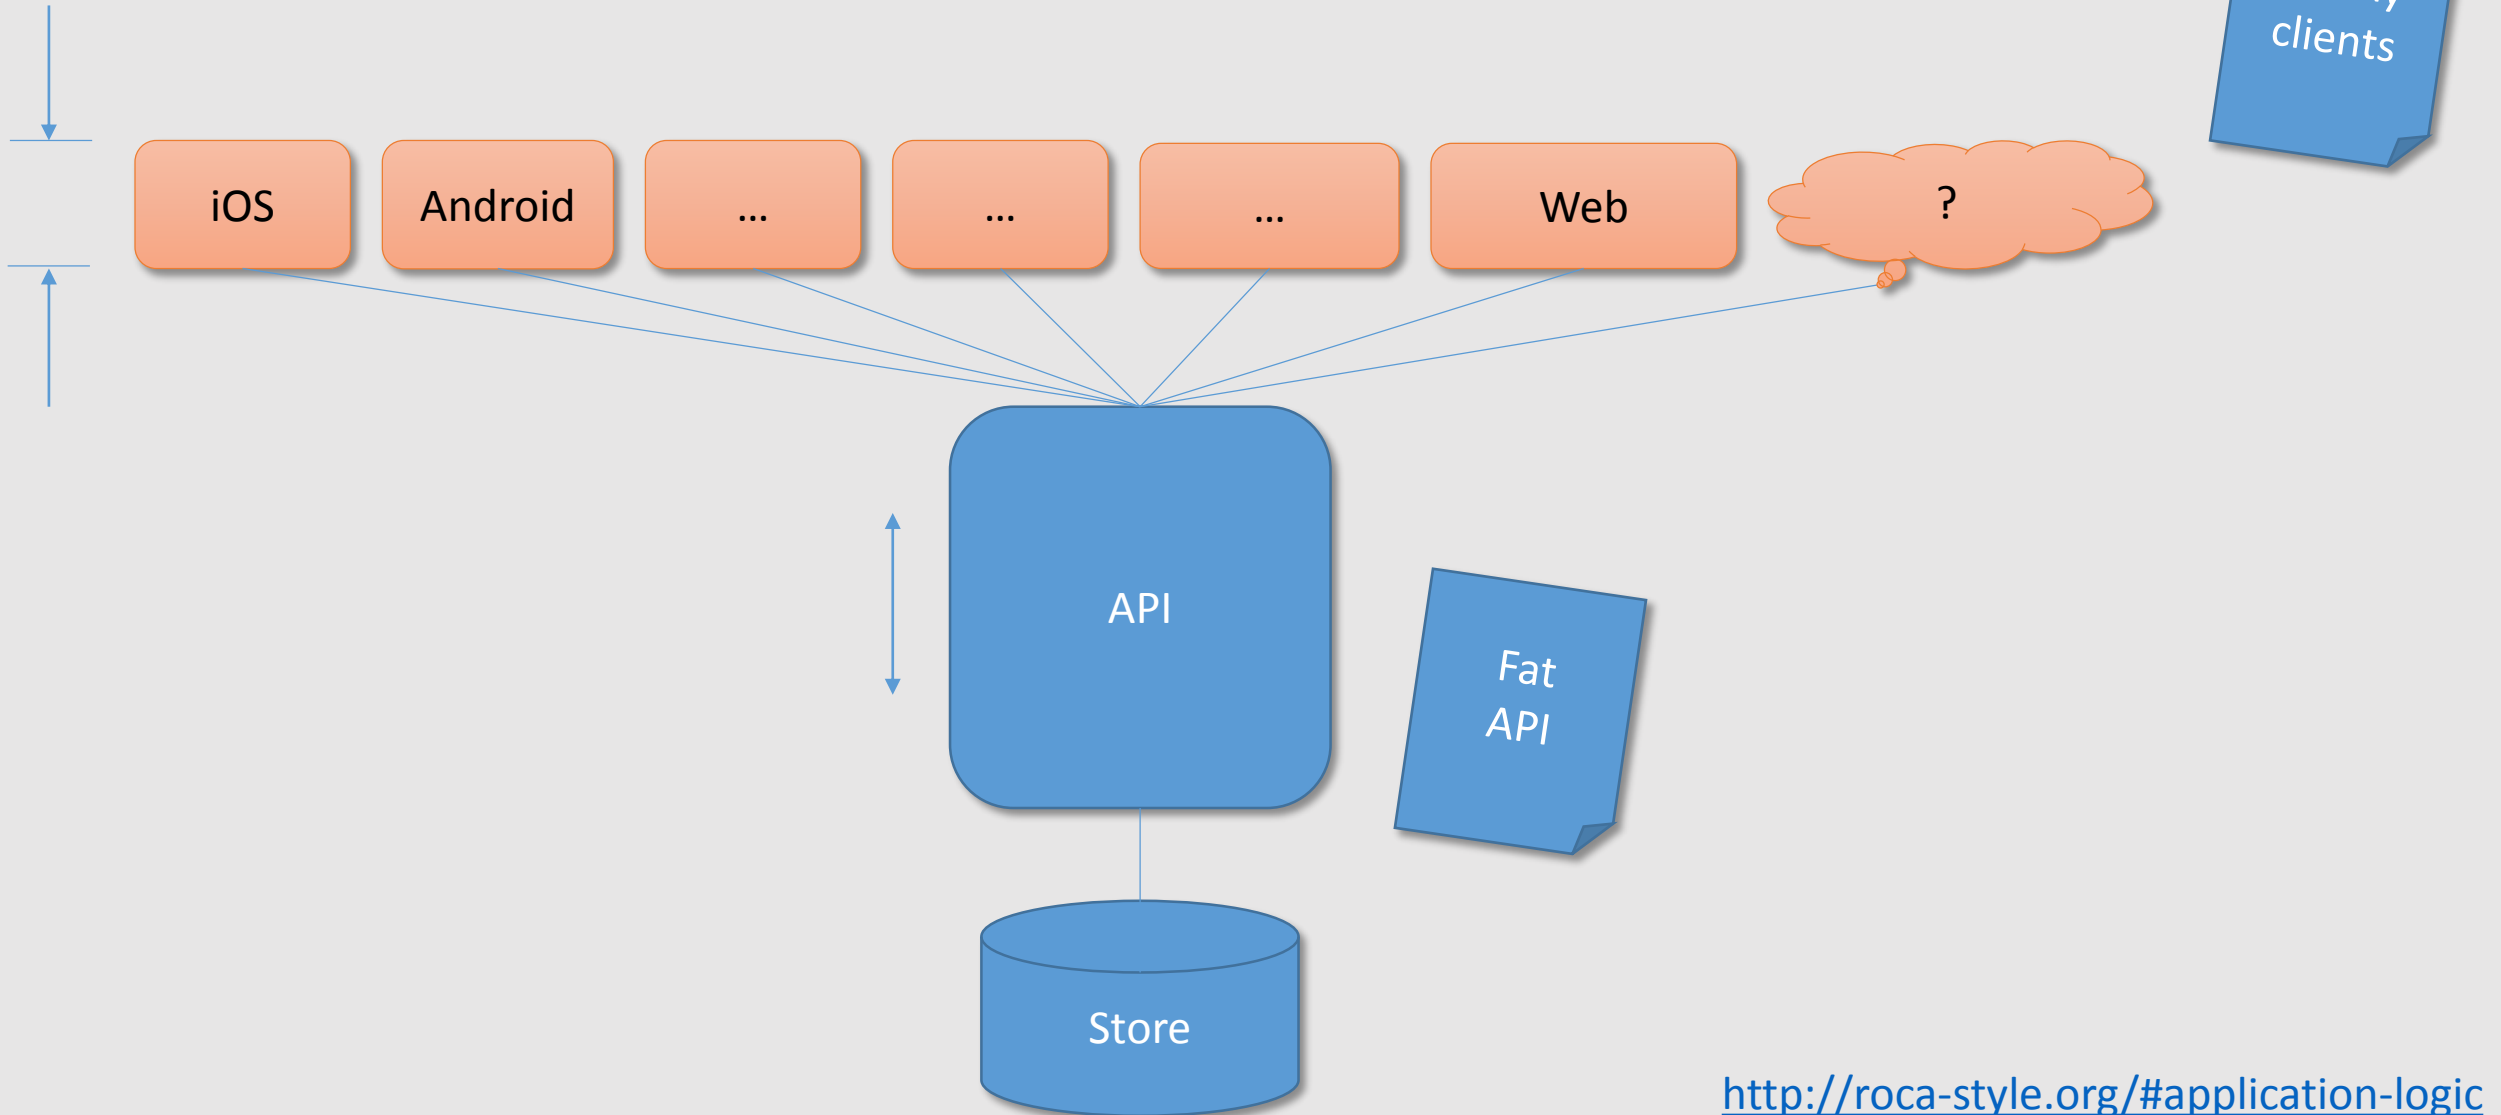 clients
iOS
Android
...
...
...
Web
?
API
Fat
API
Store
http://roca-style.org/#application-logic